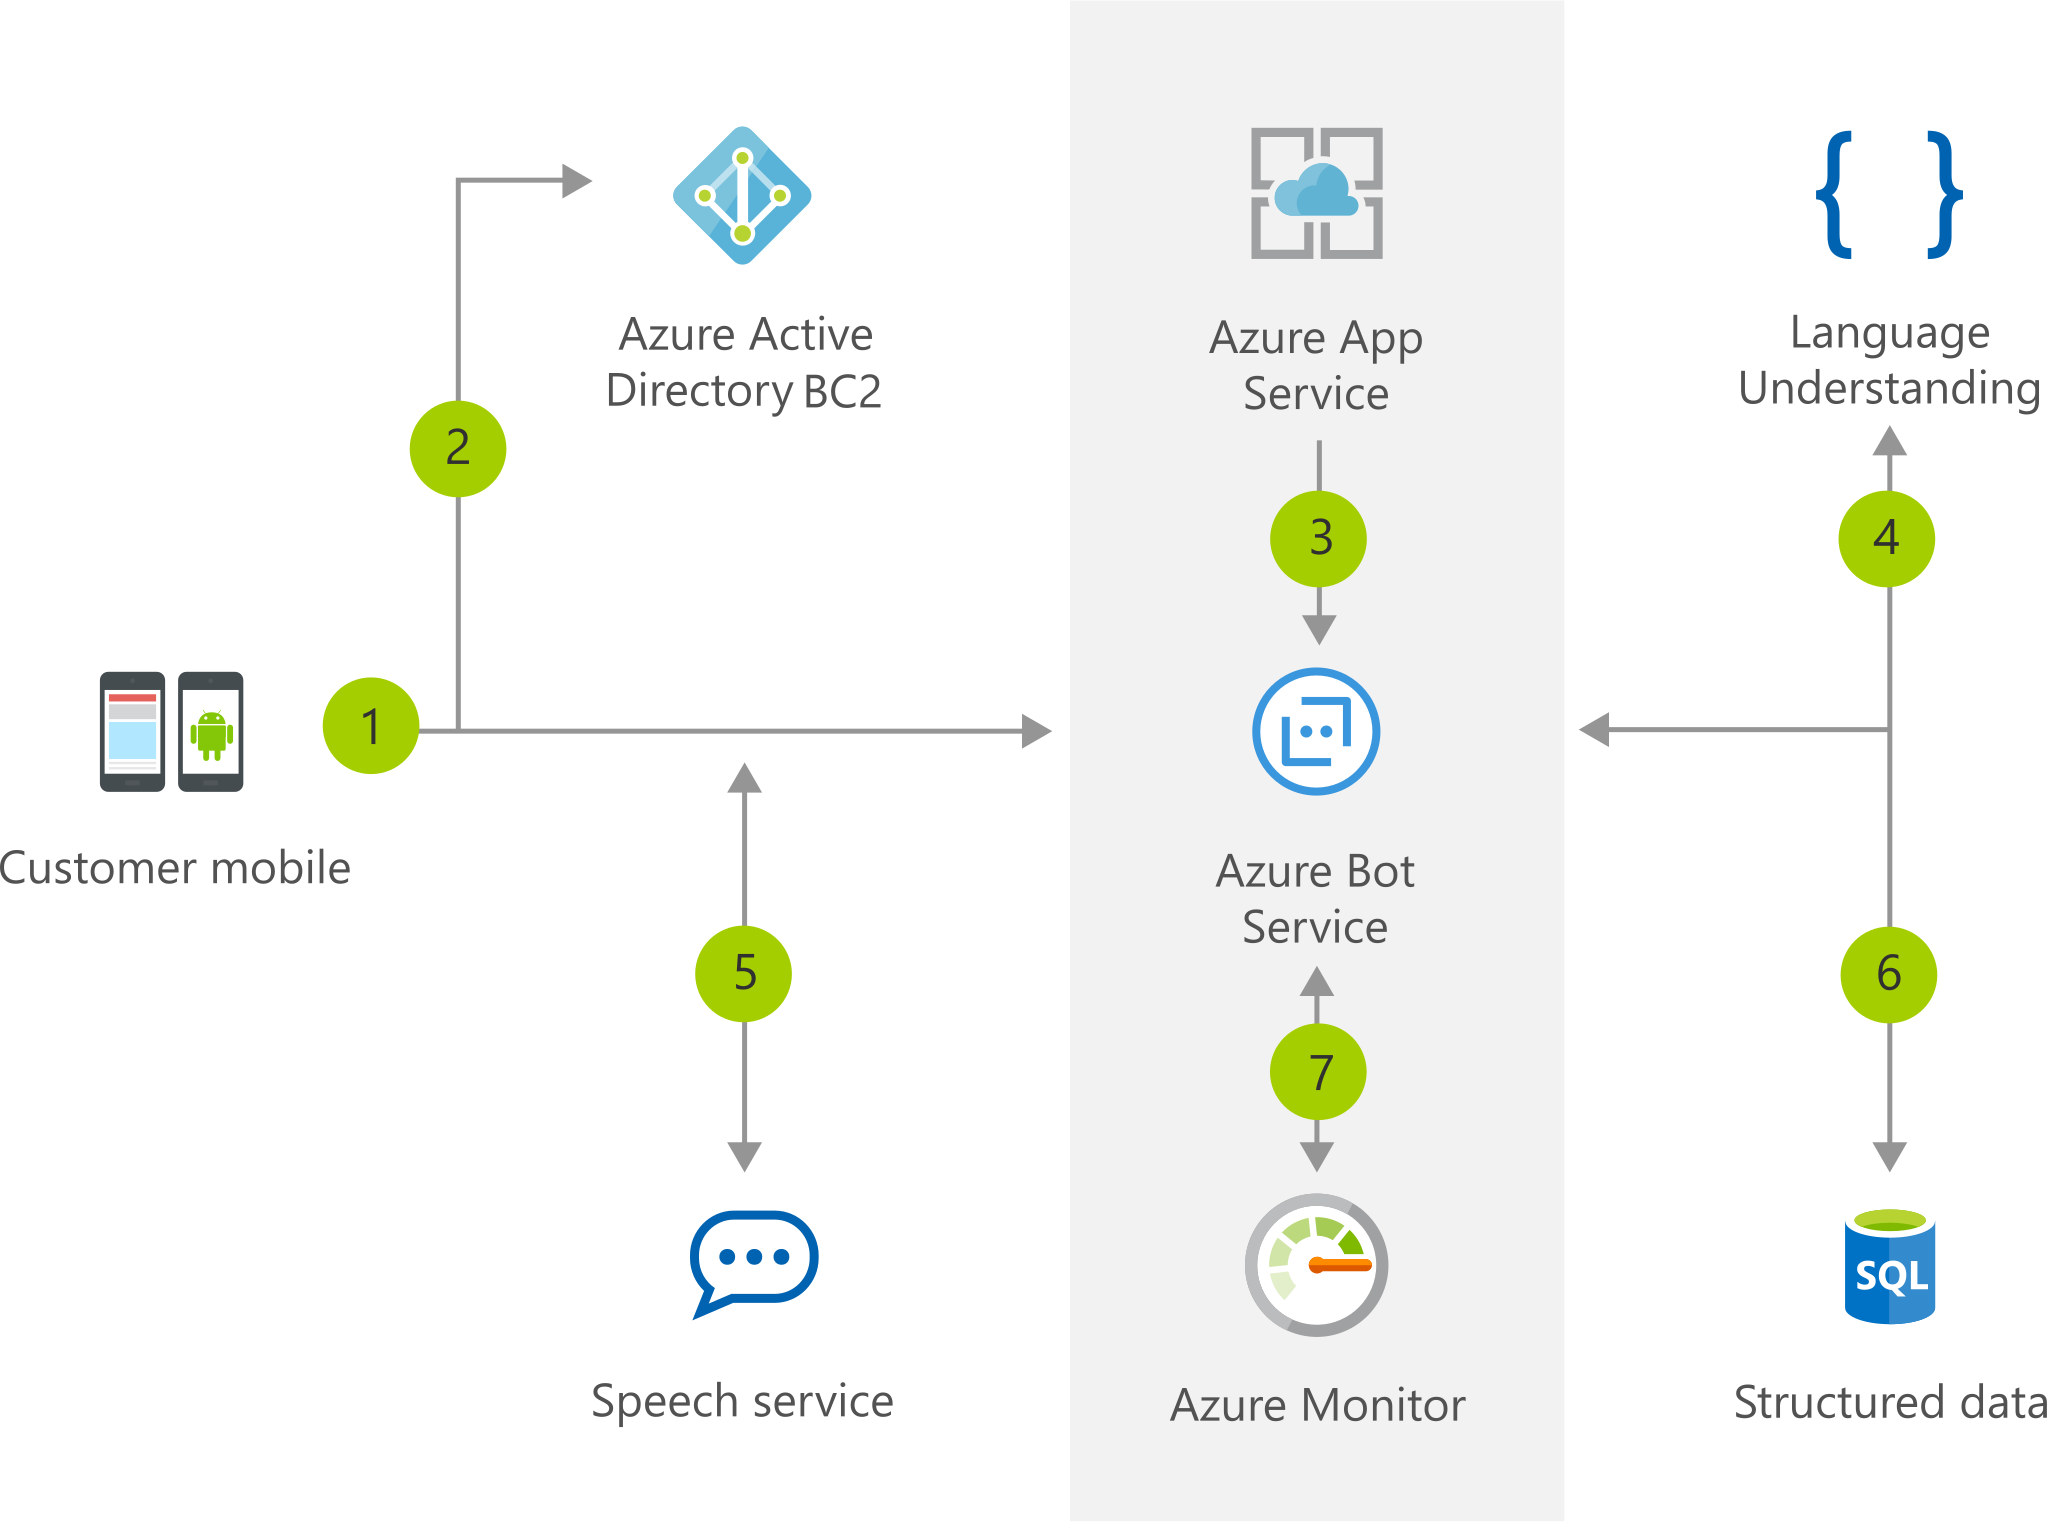 Azure Active
Directory BC2
Azure App
Service
Language
Understanding
2
3
4
1
Customer mobile
Azure Bot
Service
5
6
7
SQL
Speech service
Azure Monitor
Structured data